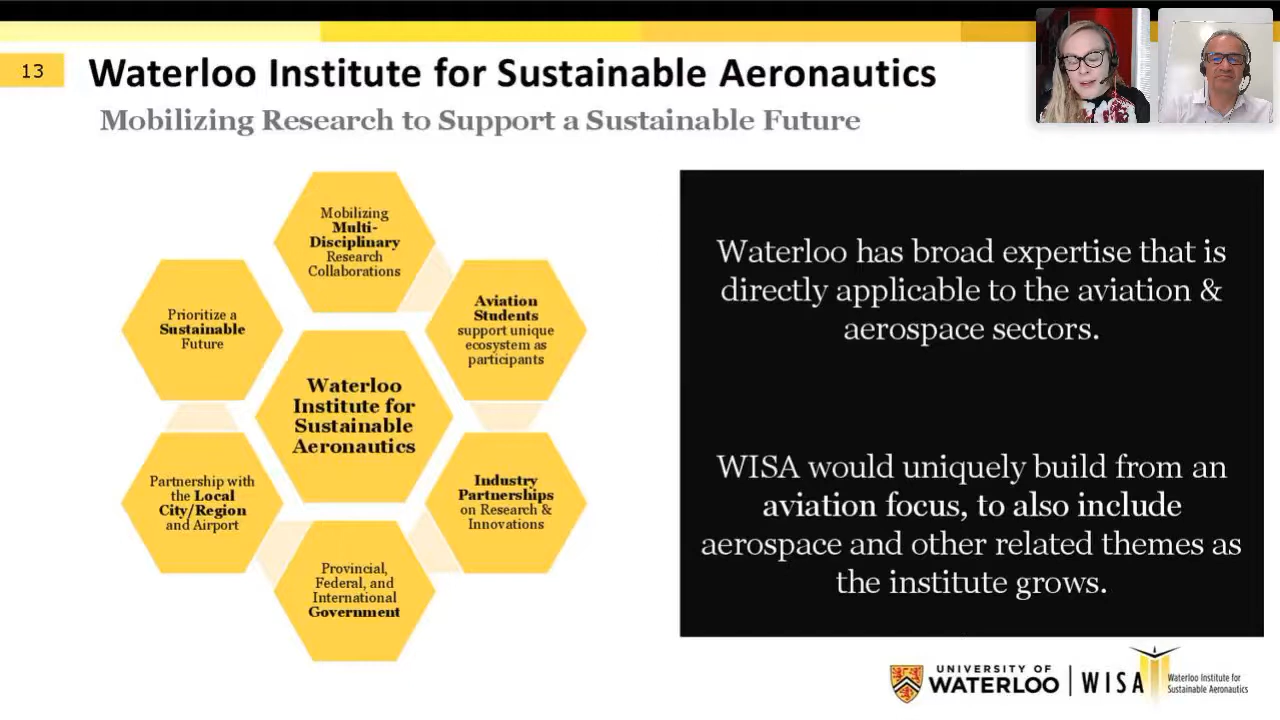 13
Waterloo Institute for Sustainable Aeronautics
Mobilizing Research to Support a Sustainable Future
Mobilizing
Multi-
Disciplinary
Research
Collaborations
Aviation
Students
support unique
ecosystem as
participants
Industry
Partnerships
on Research &
Innovations
Provincial,
Federal, and
International
Government
Partnership with
the Local
City/Region
and Airport
Prioritize a
Sustainable
Future
Waterloo
Institute for
Sustainable
Aeronautics
Waterloo has broad expertise that is
directly applicable to the aviation &
aerospace sectors.
WISA would uniquely build from an
aviation focus, to also include
aerospace and other related themes as
the institute grows.
UNIVERSITY OF
WATERLOO
WISA
Waterloo Institute for
Sustainable Aeronautics